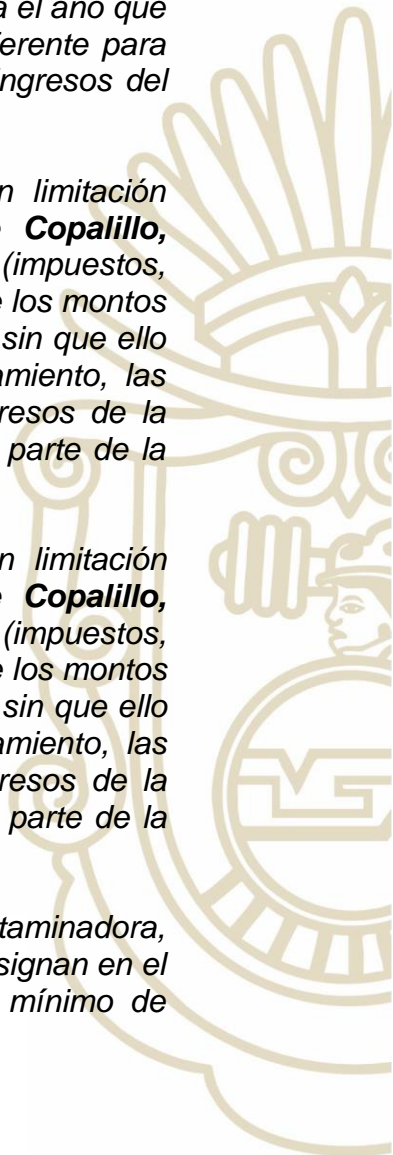 a el año que
erente para
ngresos del
n limitación
Copalillo,
(impuestos,
e los montos
sin que ello
amiento, las
resos de la
parte de la
n limitación
Copalillo,
(impuestos,
e los montos
sin que ello
amiento, las
resos de la
parte de la
taminadora,
signan en el
mínimo de